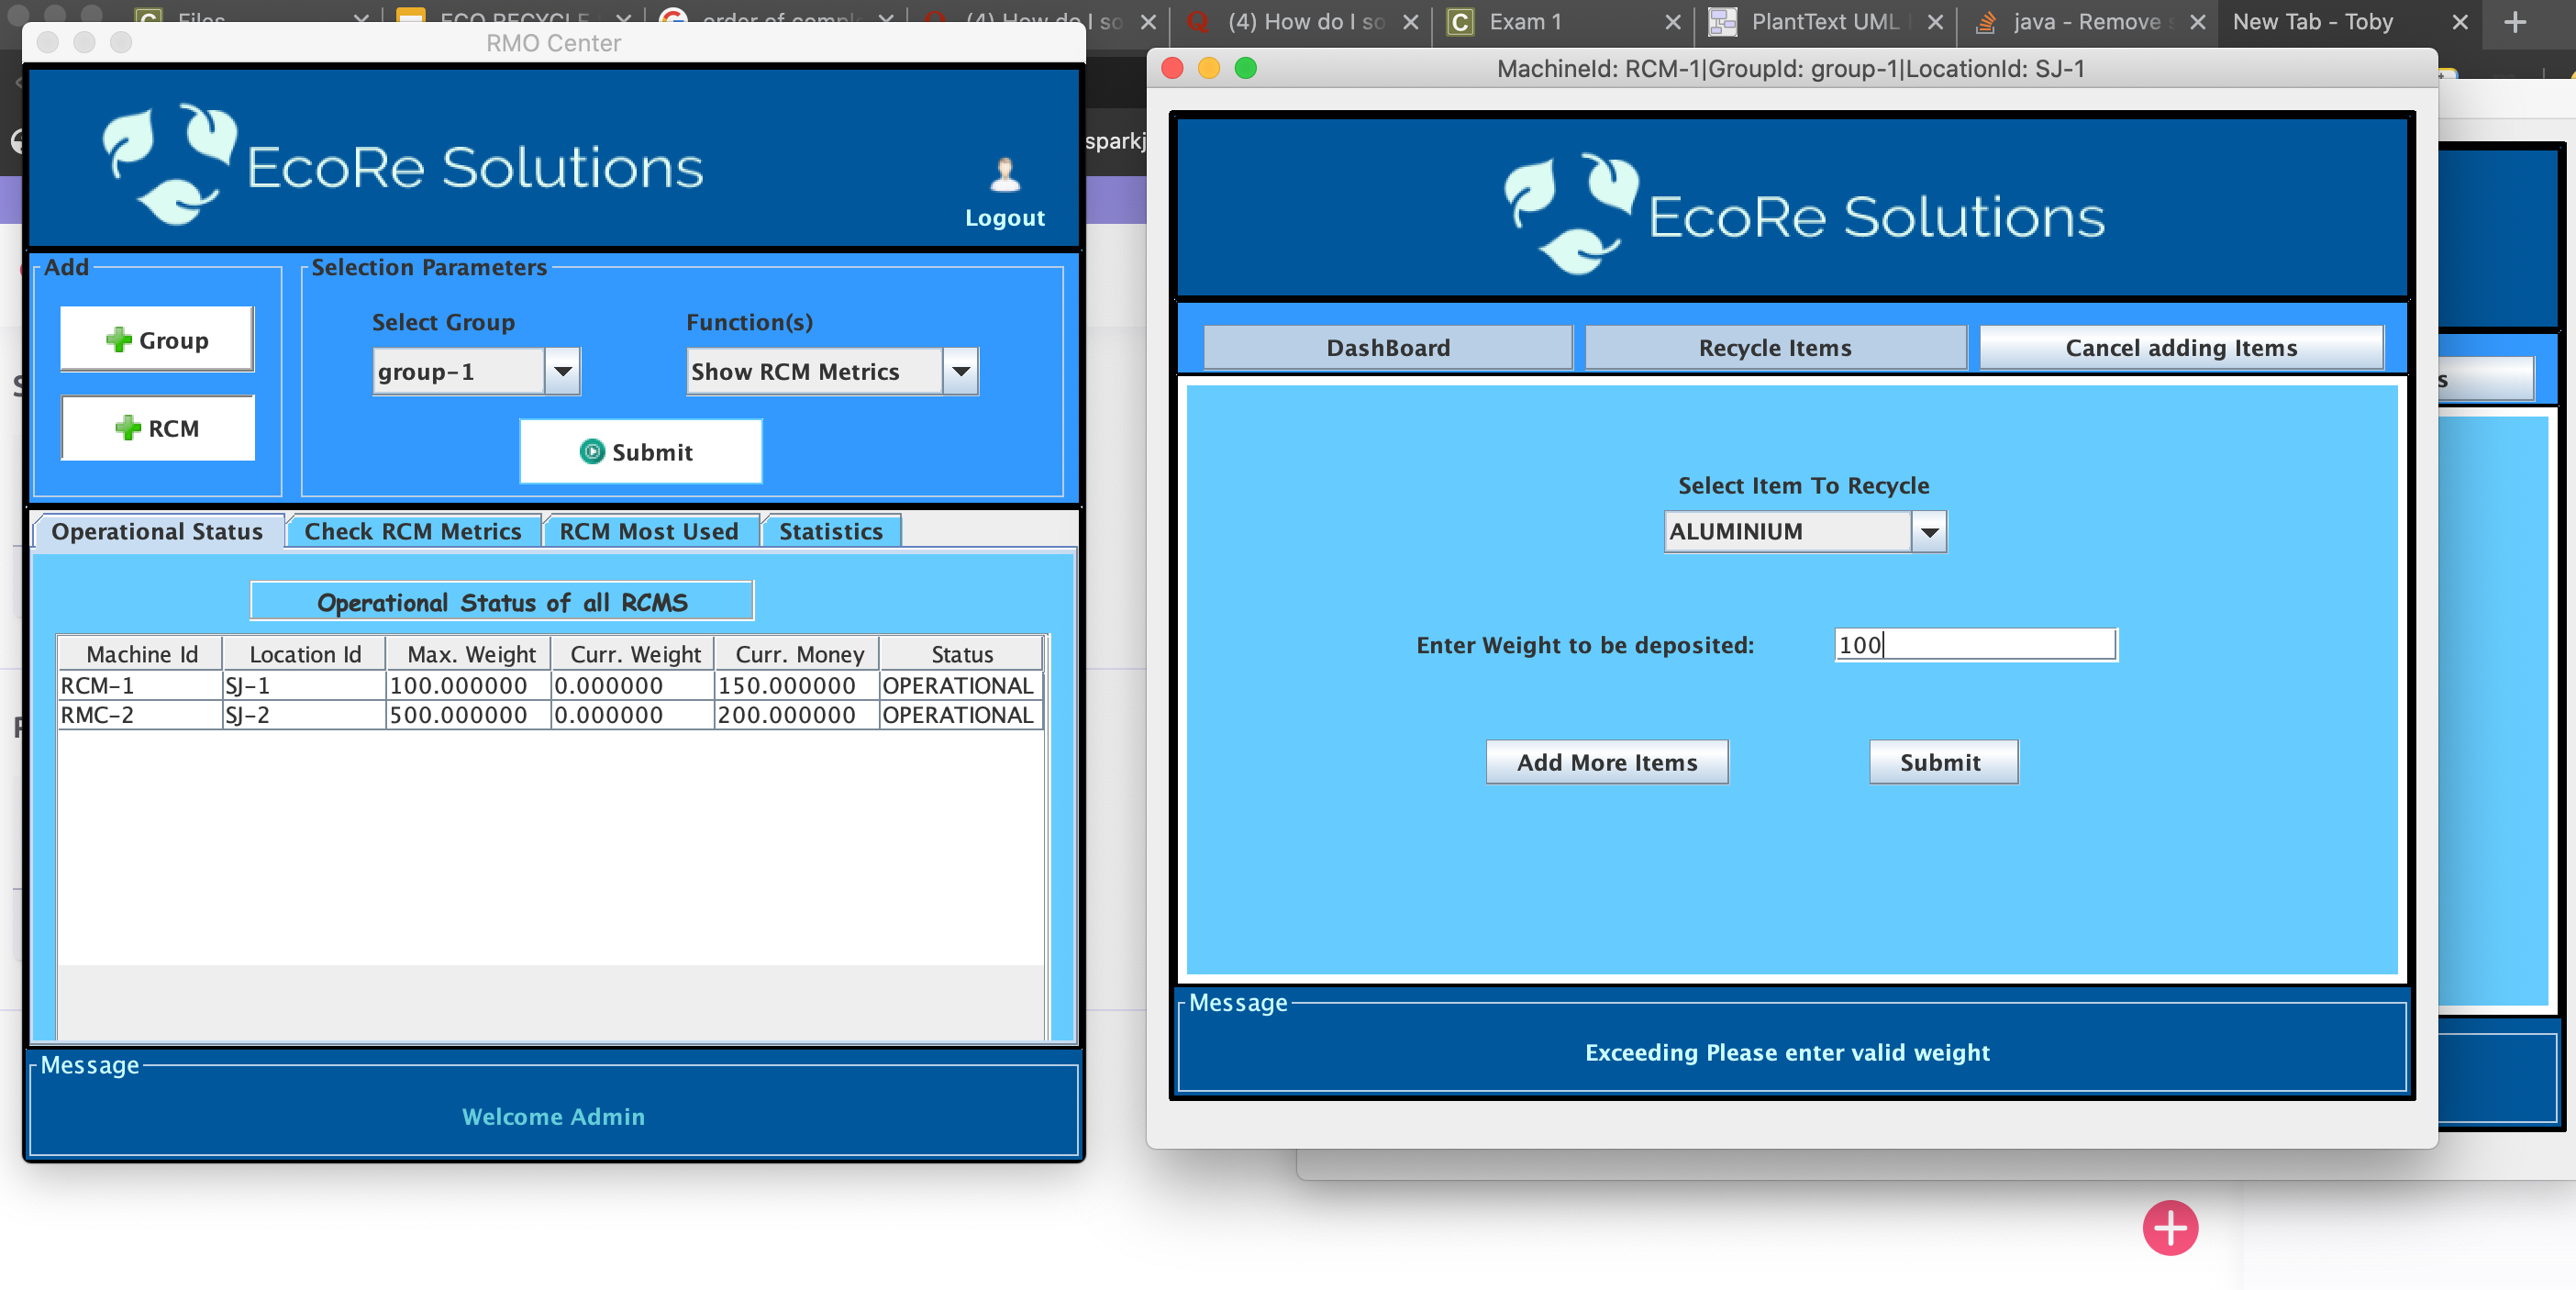 Files
ECO RECYCLE
order of compl
(4) How do I so
(4) How do I so
Exam 1
PlantText UML
java - Remove
New Tab - Toby
RMO Center
EcoRe Solutions
Logout
Add
Group
RCM
Selection Parameters
Select Group
Function(s)
group-1
Show RCM Metrics
Submit
Operational Status
Check RCM Metrics
RCM Most Used
Statistics
Operational Status of all RCMS
Machine Id Location Id Max. Weight Curr. Weight Curr. Money Status
RCM-1 SJ-1 100.000000 0.000000 150.000000 OPERATIONAL
RMC-2 SJ-2 500.000000 0.000000 200.000000 OPERATIONAL
Message
Welcome Admin
sparkj
MachineId: RCM-1|GroupId: group-1|LocationId: SJ-1
EcoRe Solutions
DashBoard
Recycle Items
Cancel adding Items
Select Item To Recycle
ALUMINIUM
Enter Weight to be deposited: 100
Add More Items
Submit
Message
Exceeding Please enter valid weight
s